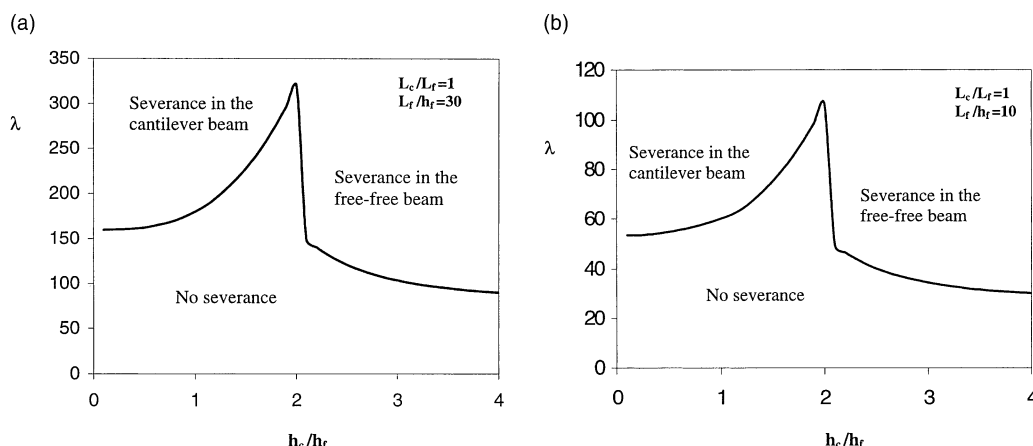 (a)
350
300
250
200
150
100
50
0
λ
0 1 2 3 4
h_c/h_f
L_c/L_f=1
L_f/h_f=30
Severance in the
cantilever beam
Severance in the
free-free beam
No severance
(b)
120
100
80
60
40
20
0
λ
0 1 2 3 4
h_c/h_f
L_c/L_f=1
L_f/h_f=10
Severance in the
cantilever beam
Severance in the
free-free beam
No severance